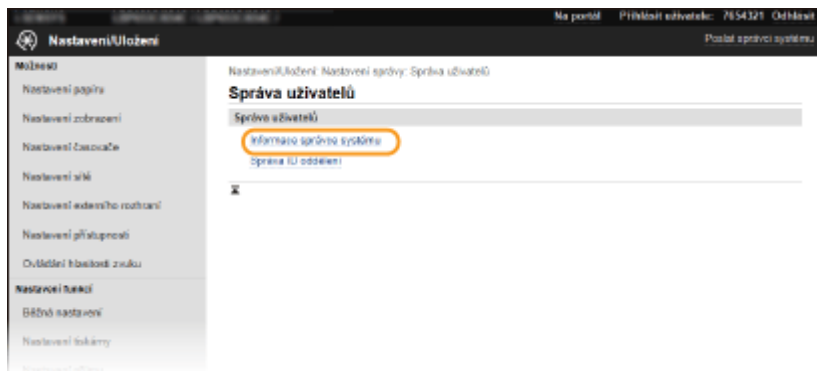 Na portál Přihlásit uživatele: 7654321 Odhlásit
Nastavení/Uložení
Poslat správci systému
Možnosti
Nastavení papíru
Nastavení zobrazení
Nastavení časovače
Nastavení sítě
Nastavení externího rozhraní
Nastavení přístupnosti
Ovládání hlasitosti zvuku
Nastavení funkcí
Běžná nastavení
Nastavení tiskárny
Nastavení/Uložení: Nastavení správy: Správa uživatelů
Správa uživatelů
Správa uživatelů
Informace správce systému
Správa ID oddělení